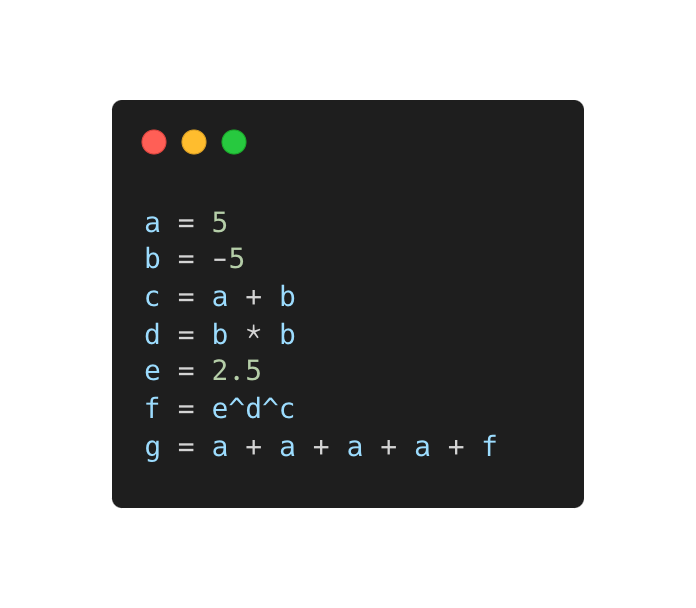 a = 5
b = -5
c = a + b
d = b * b
e = 2.5
f = e^d^c
g = a + a + a + a + f